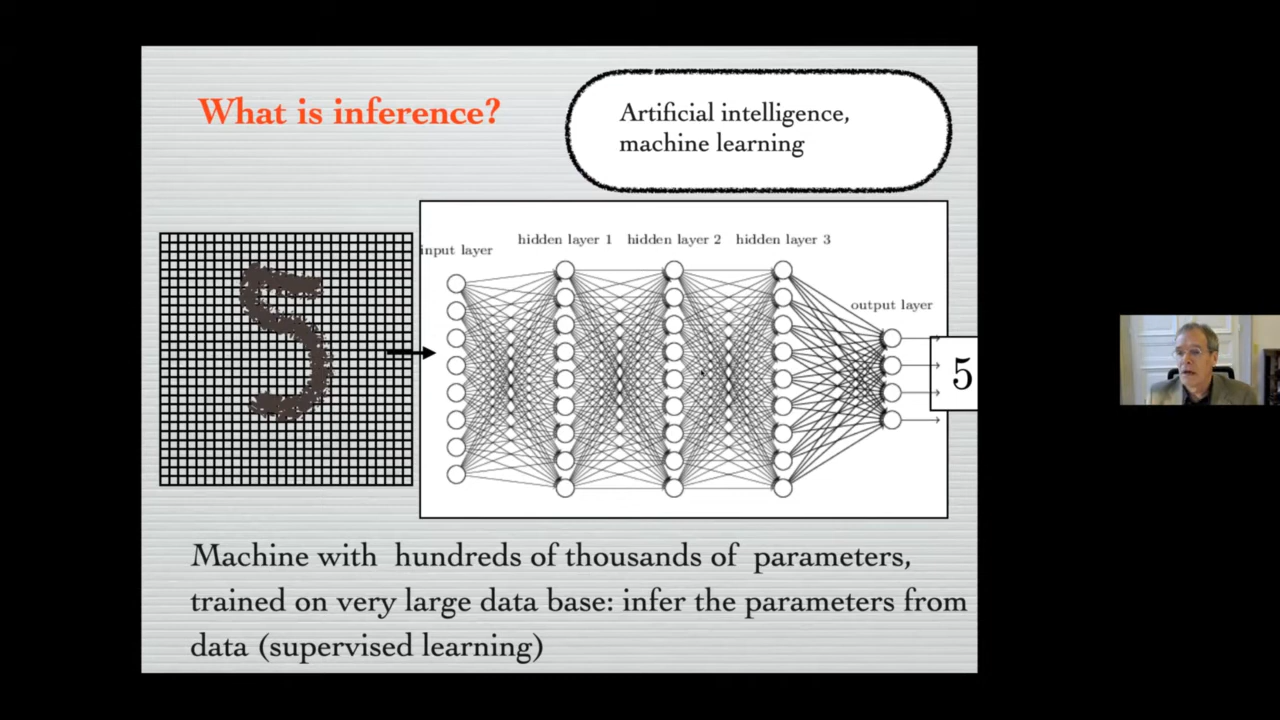 What is inference?
Artificial intelligence,
machine learning
input layer
hidden layer 1
hidden layer 2
hidden layer 3
output layer
5
5
Machine with hundreds of thousands of parameters,
trained on very large data base: infer the parameters from
data (supervised learning)